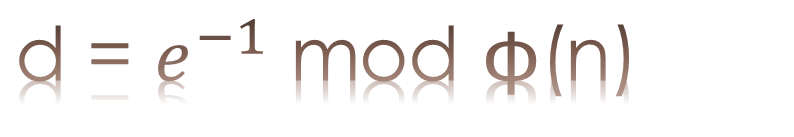 d = e⁻¹ mod Φ(n)